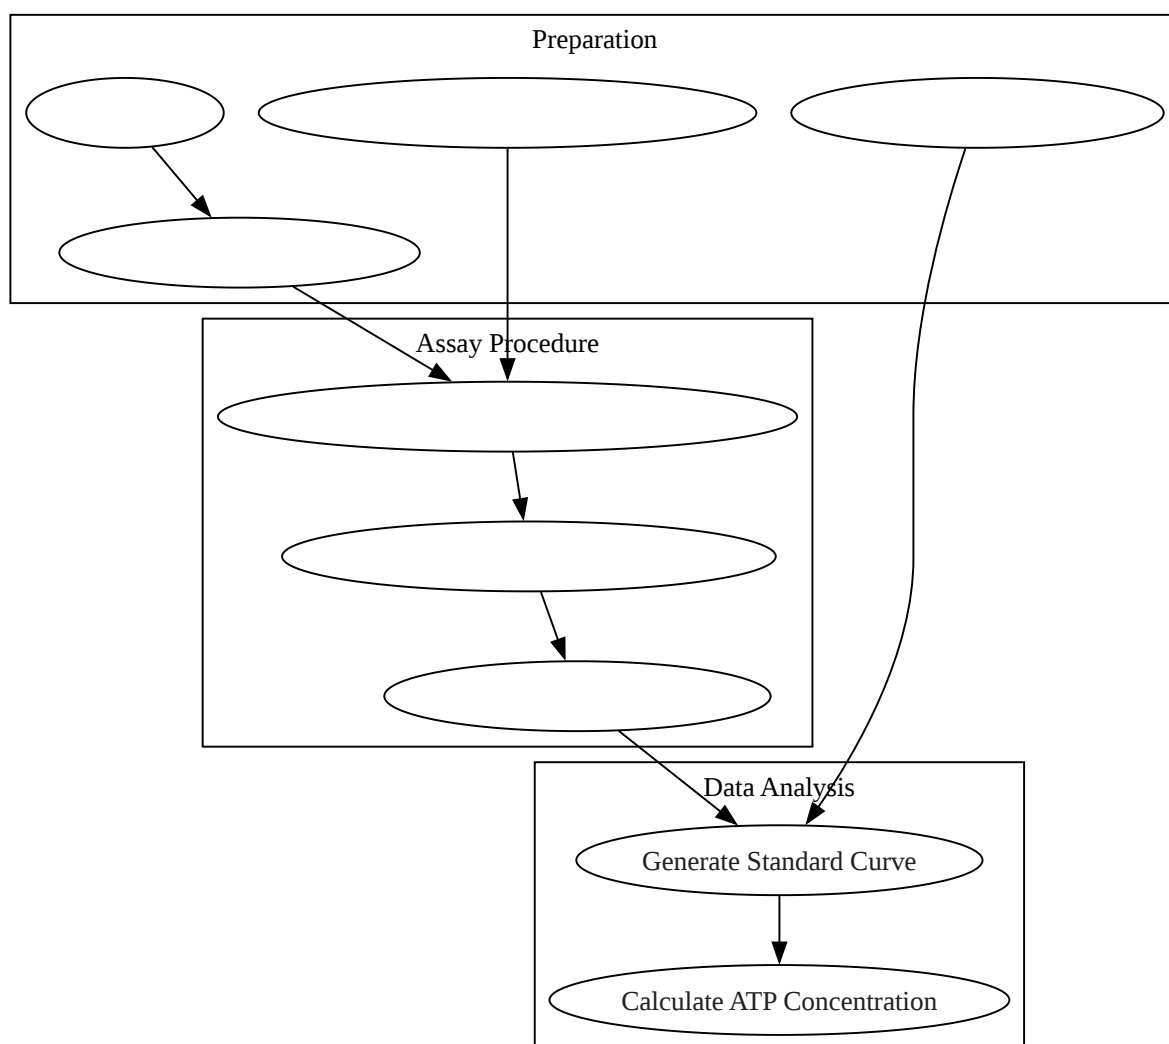 Preparation
Assay Procedure
Data Analysis
Generate Standard Curve
Calculate ATP Concentration